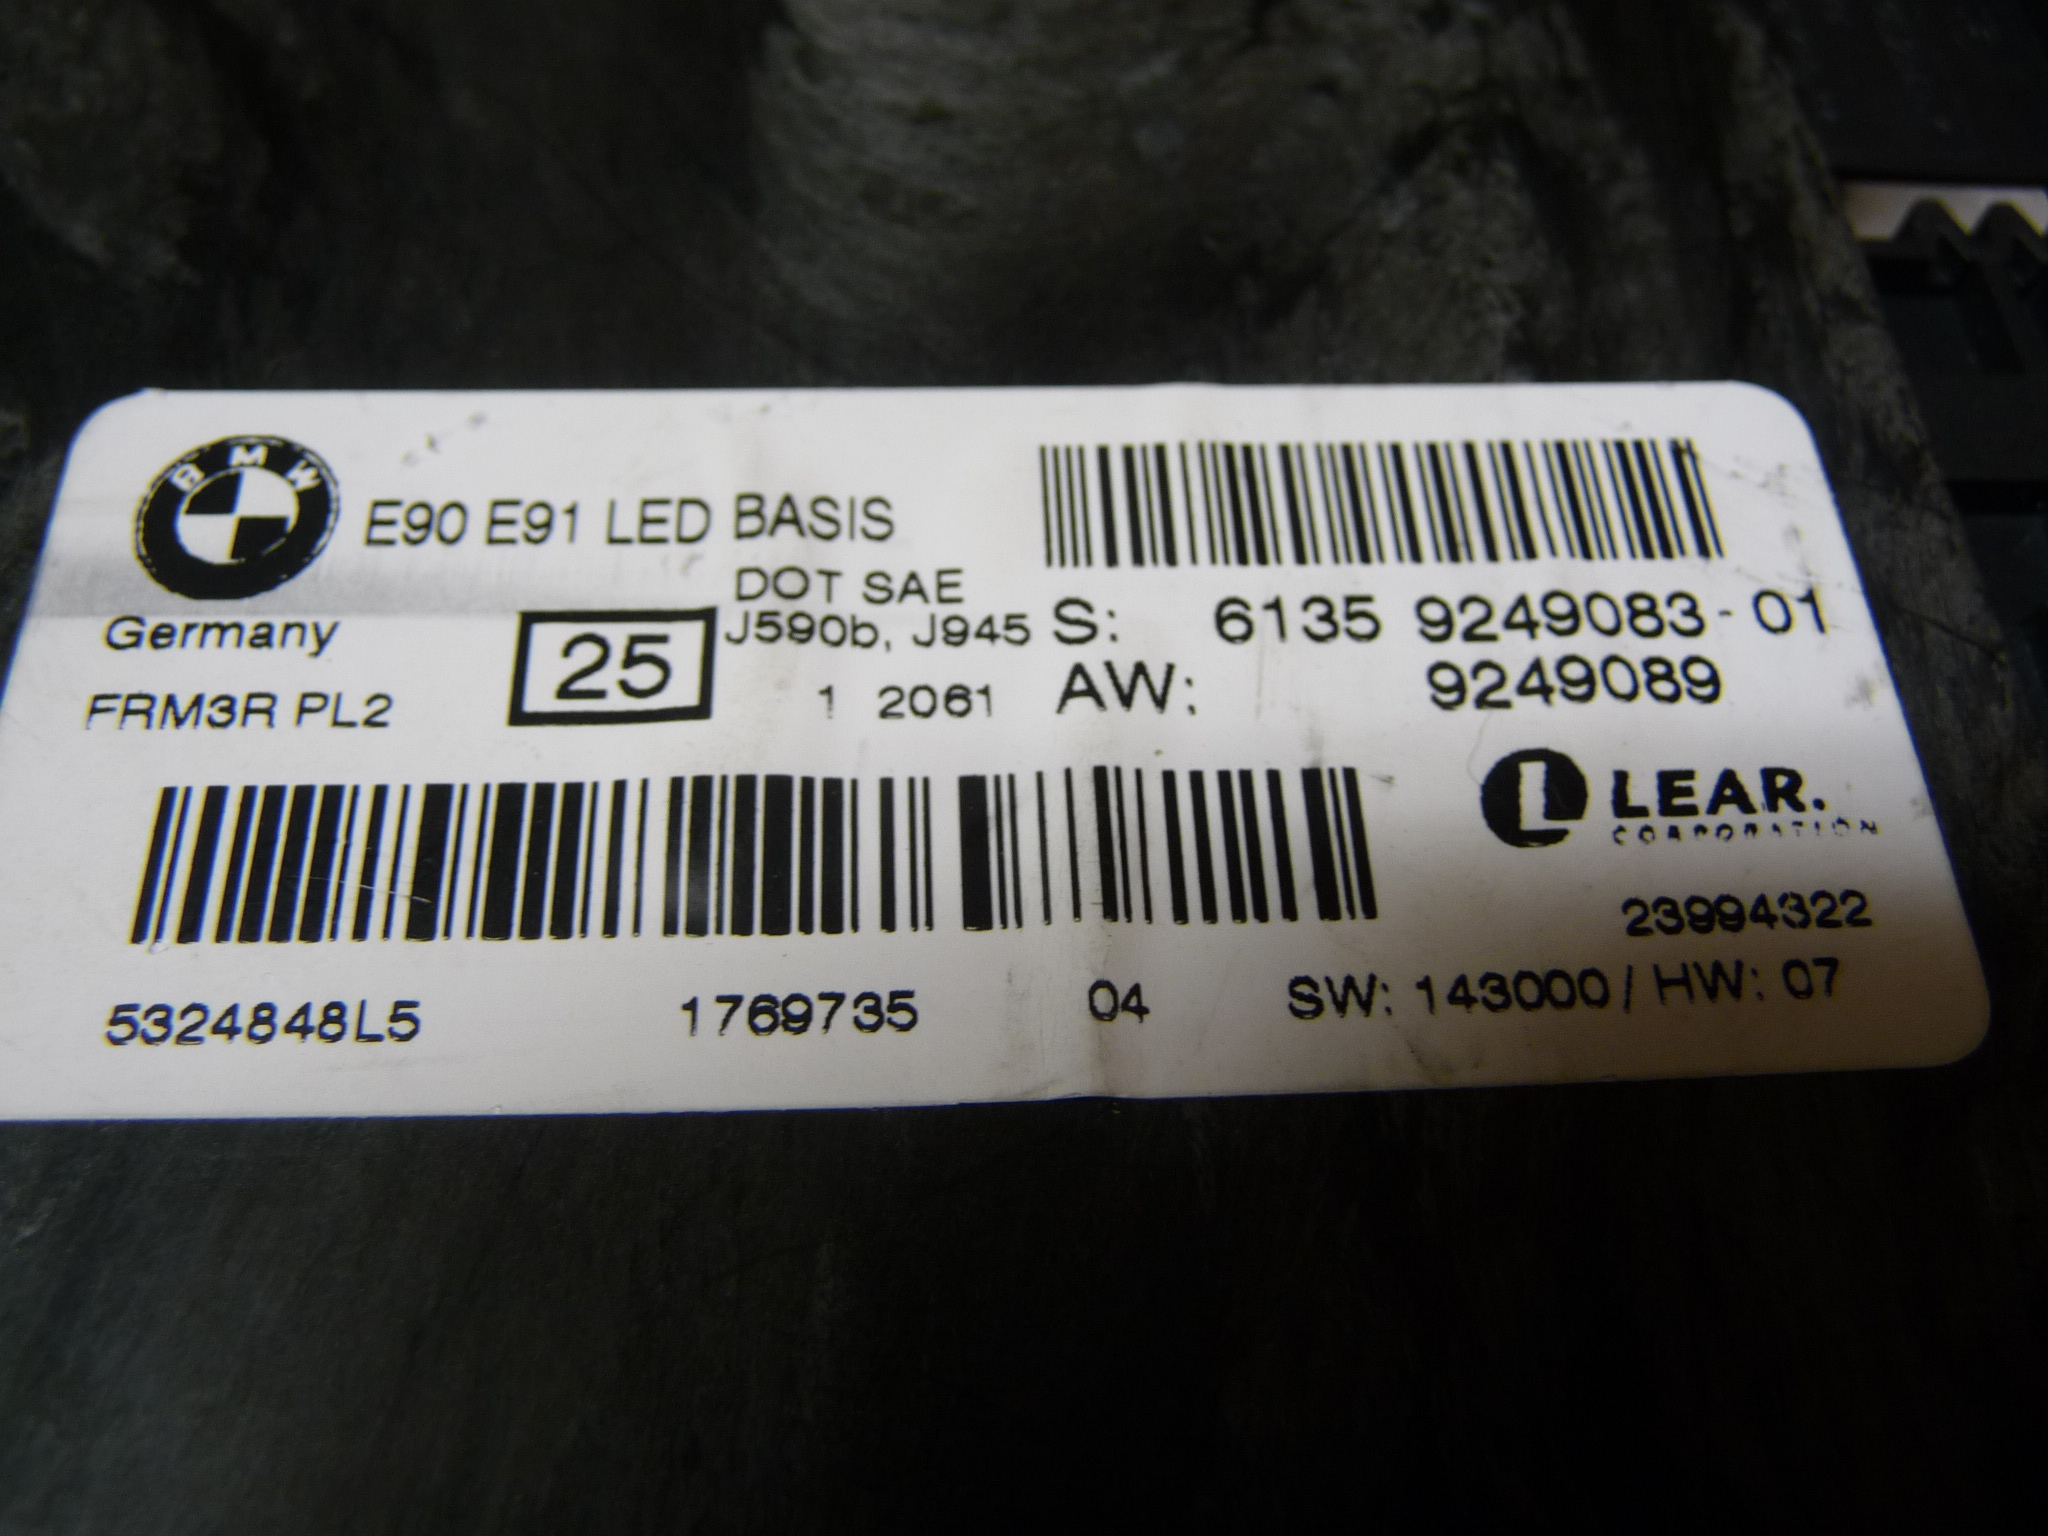 BMW
E90 E91 LED BASIS
DOT SAE
J590b, J945
S: 6135 9249083-01
Germany
25
AW: 9249089
FRM3R PL2
1 2061
LEAR.
CORPORATION
23994322
5324848L5 1769735 04 SW: 143000 / HW: 07